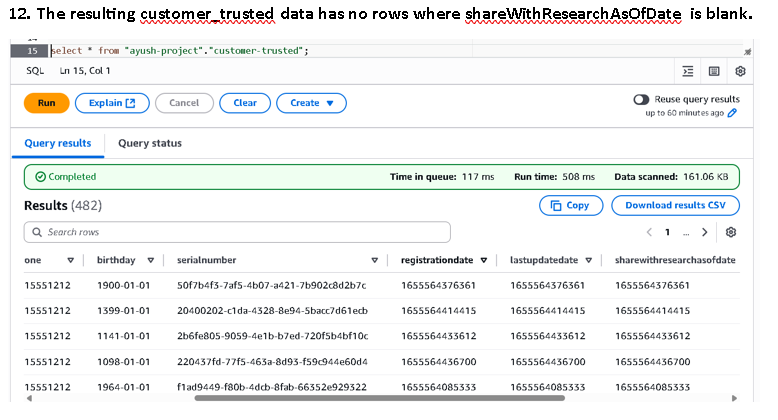 12. The resulting customer_trusted data has no rows where shareWithResearchAsOfDate is blank.
15 select * from "ayush-project"."customer-trusted";
SQL Ln 15, Col 1
Run Explain Cancel Clear Create Reuse query results
up to 60 minutes ago
Query results Query status
Completed Time in queue: 117 ms Run time: 508 ms Data scanned: 161.06 KB
Results (482) Copy Download results CSV
Search rows 1 ...
one birthday serialnumber registrationdate lastupdatedate sharewithresearchasofdate
15551212 1900-01-01 50f7b4f3-7af5-4b07-a421-7b902c8d2b7c 1655564376361 1655564376361 1655564376361
15551212 1399-01-01 20400202-c1da-4328-8e94-5bacc7d61ecb 1655564414415 1655564414415 1655564414415
15551212 1141-01-01 2b6fe805-9059-4e1b-b7ed-720f5b4bf10c 1655564433612 1655564433612 1655564433612
15551212 1098-01-01 220437fd-77f5-463a-8d93-f59c944e60d4 1655564436700 1655564436700 1655564436700
15551212 1964-01-01 f1ad9449-f80b-4dcb-8fab-66352e929322 1655564085333 1655564085333 1655564085333